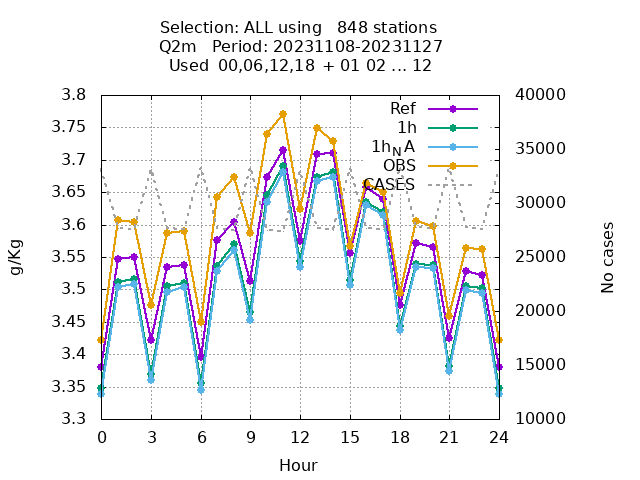 Selection: ALL using 848 stations
Q2m Period: 20231108-20231127
Used 00,06,12,18 + 01 02 ... 12
3.8
3.75
3.7
3.65
3.6
3.55
3.5
3.45
3.4
3.35
3.3
40000
35000
30000
25000
20000
15000
10000
g/Kg
No cases
Ref
1h
1hNA
OBS
CASES
0 3 6 9 12 15 18 21 24
Hour